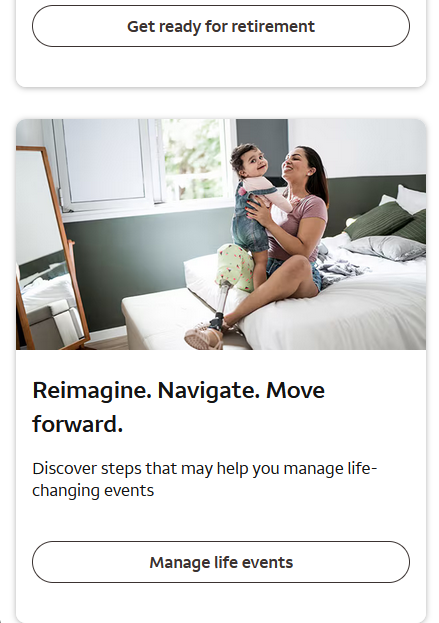 Get ready for retirement
Reimagine. Navigate. Move
forward.
Discover steps that may help you manage life-
changing events
Manage life events